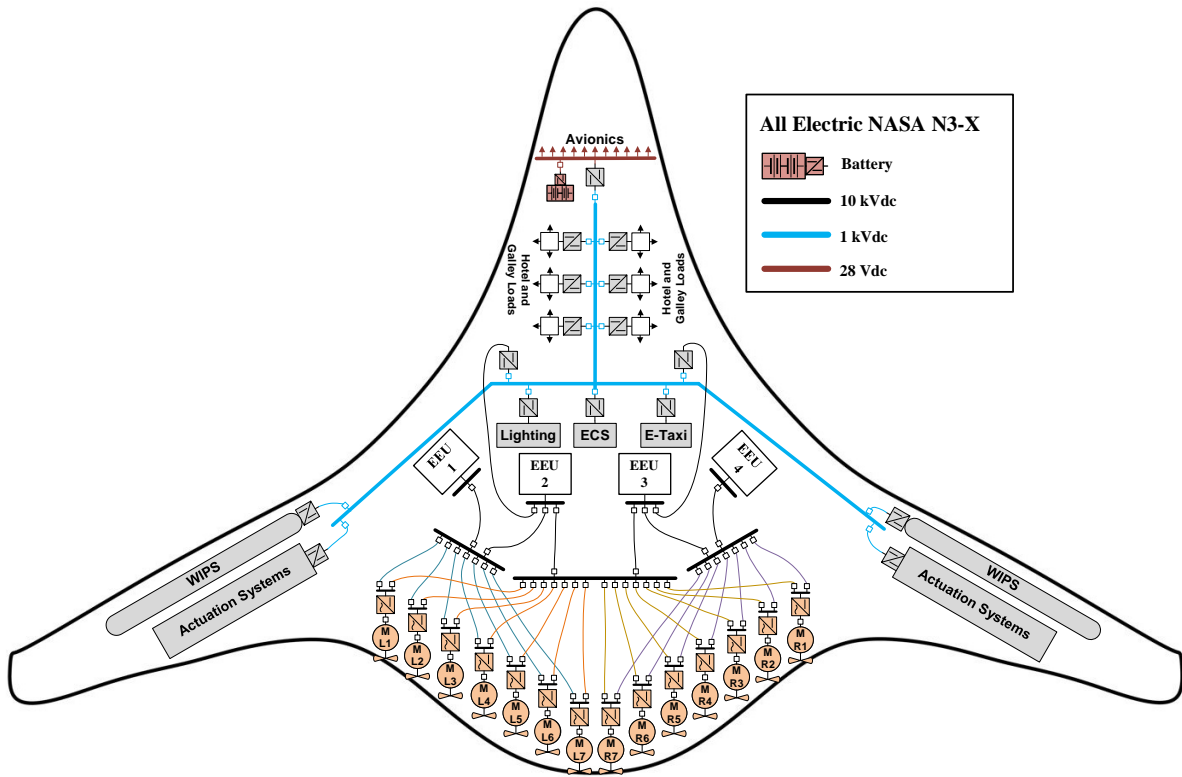 All Electric NASA N3-X
Battery
10 kVdc
1 kVdc
28 Vdc
Avionics
Hotel and
Galley Loads
Hotel and
Galley Loads
Lighting
ECS
E-Taxi
EEU
1
EEU
2
EEU
3
EEU
4
WIPS
Actuation Systems
WIPS
Actuation Systems
M
L1
M
L2
M
L3
M
L4
M
L5
M
L6
M
L7
M
R7
M
R6
M
R5
M
R4
M
R3
M
R2
M
R1